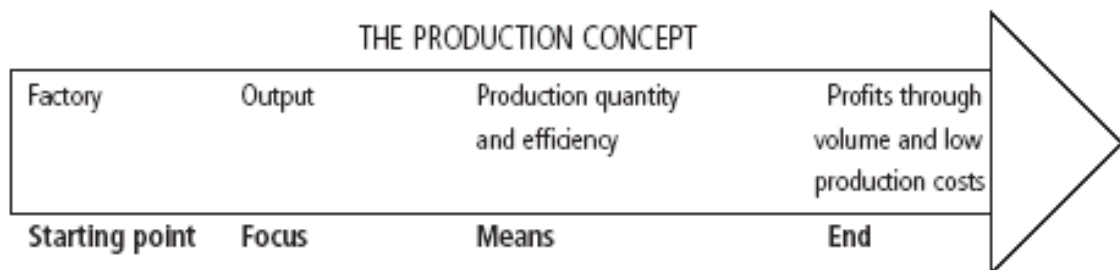 THE PRODUCTION CONCEPT
Factory
Output
Production quantity
and efficiency
Profits through
volume and low
production costs
Starting point
Focus
Means
End